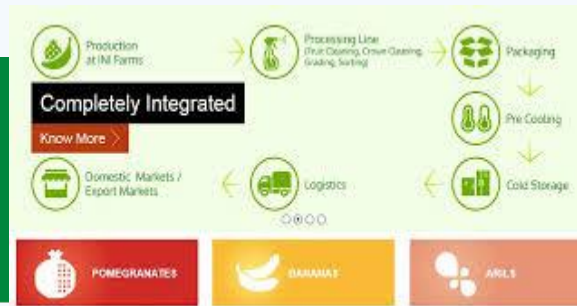 Production
at INI Farms
Processing Line
(Fruit Cleaning, Crown Cleaning,
Grading, Sorting)
Packaging
Completely Integrated
Know More
Pre Cooling
Domestic Markets /
Export Markets
Logistics
Cold Storage
POMEGRANATES
BANANAS
ARILS